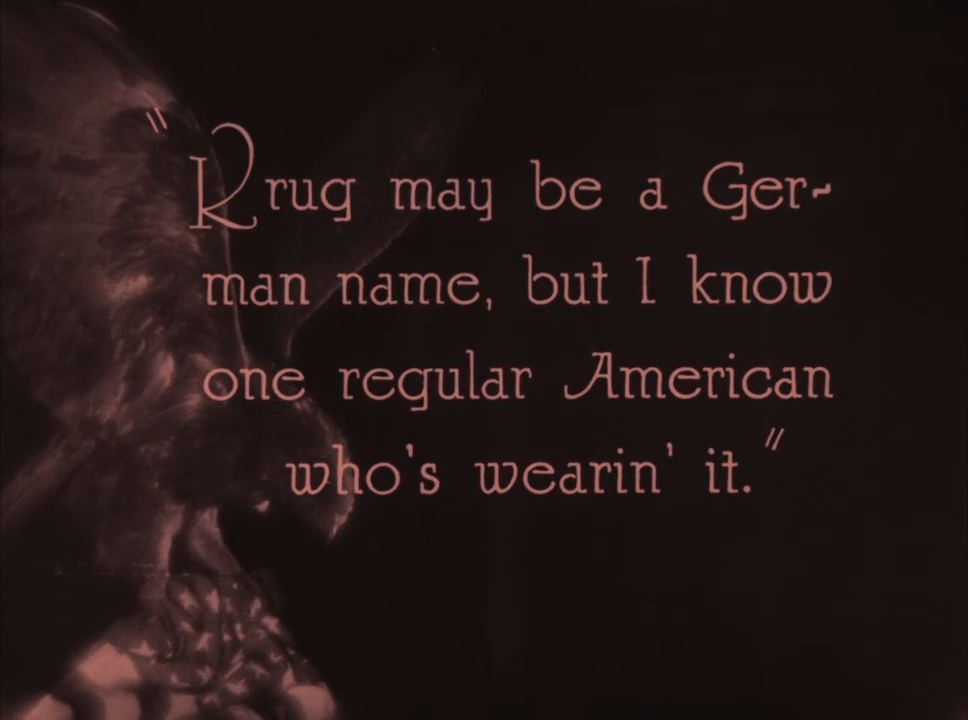 "Krug may be a Ger-
man name, but I know
one regular American
who's wearin' it."